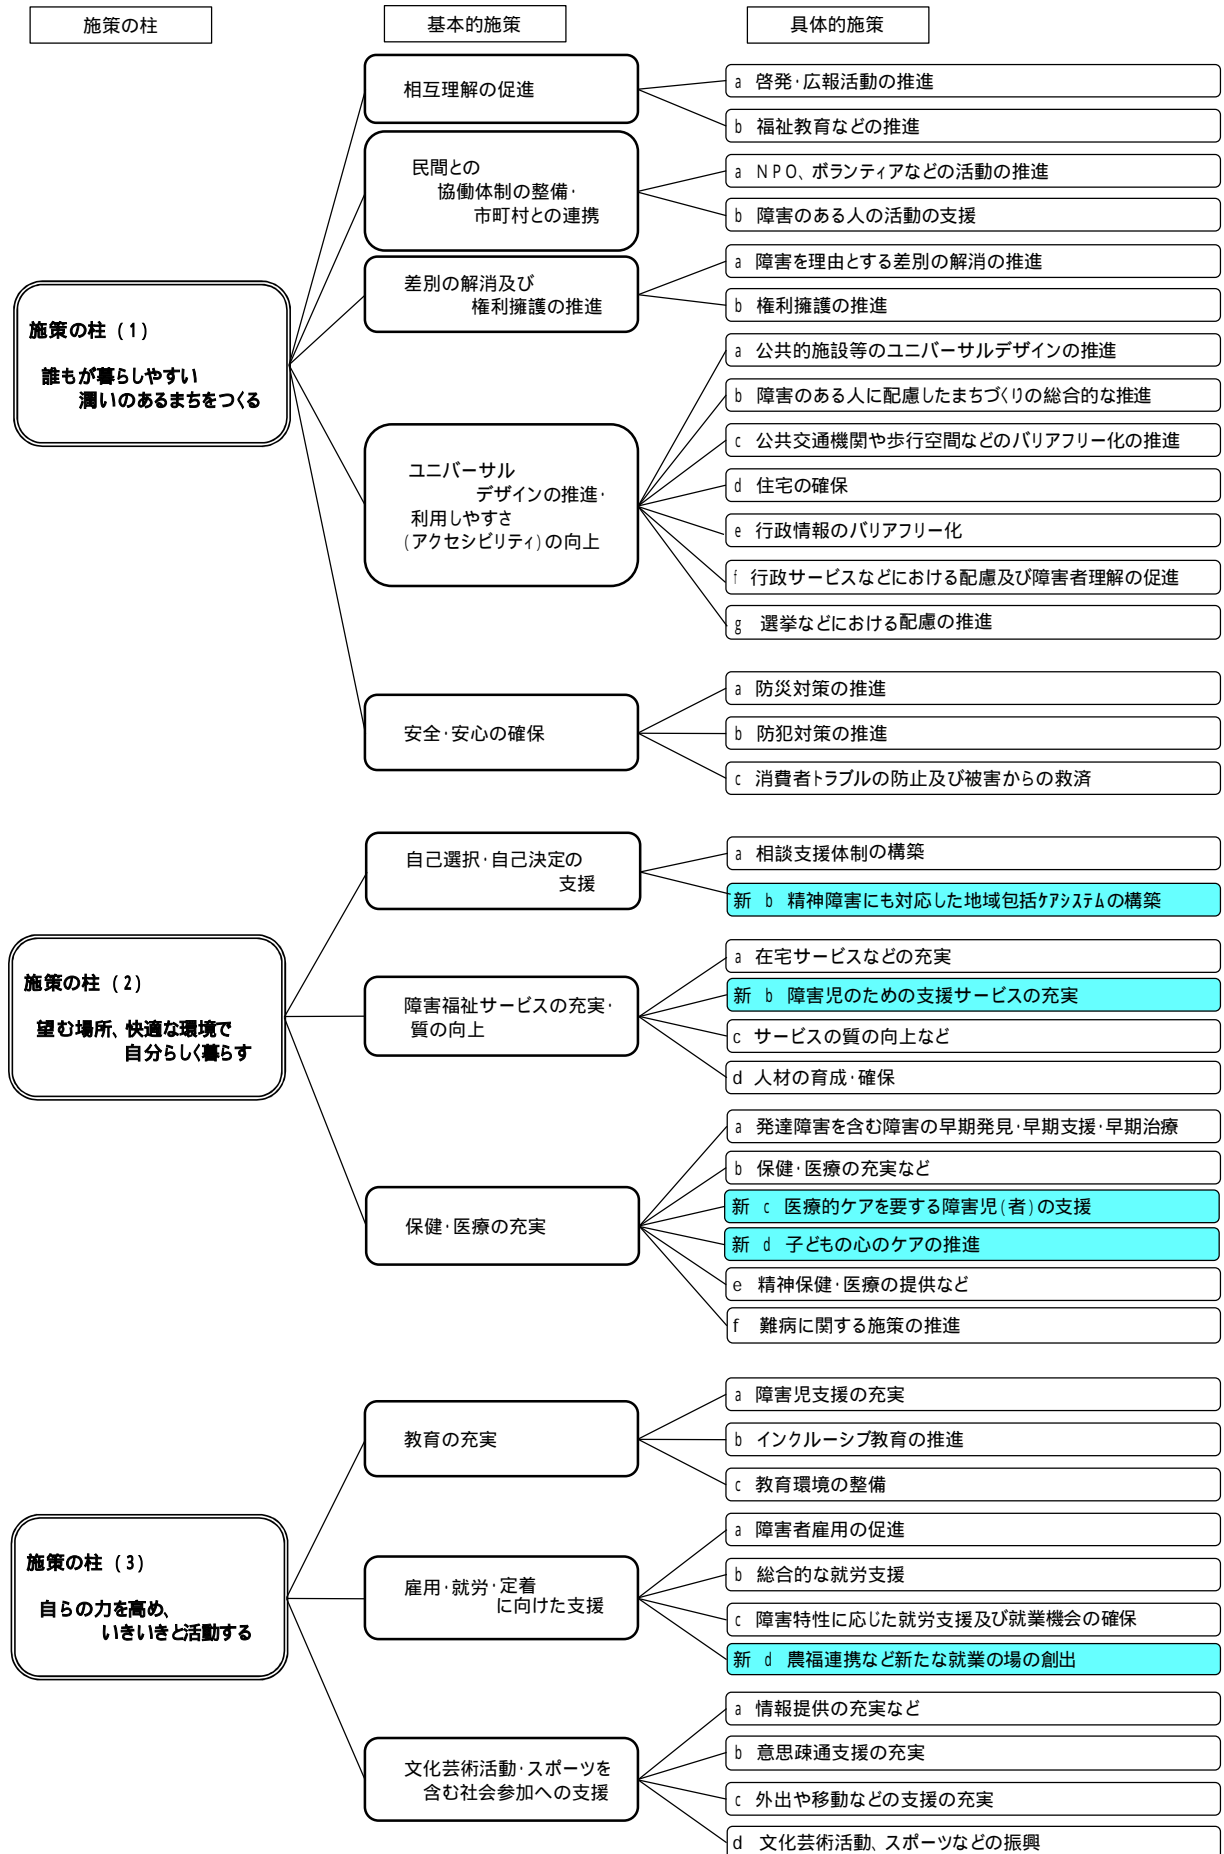 施策の柱
基本的施策
具体的施策
施策の柱 (1)
誰もが暮らしやすい
潤いのあるまちをつくる
相互理解の促進
a 啓発・広報活動の推進
b 福祉教育などの推進
民間との
協働体制の整備・
市町村との連携
a NPO、ボランティアなどの活動の推進
b 障害のある人の活動の支援
差別の解消及び
権利擁護の推進
a 障害を理由とする差別の解消の推進
b 権利擁護の推進
ユニバーサル
デザインの推進・
利用しやすさ
(アクセシビリティ)の向上
a 公共的施設等のユニバーサルデザインの推進
b 障害のある人に配慮したまちづくりの総合的な推進
c 公共交通機関や歩行空間などのバリアフリー化の推進
d 住宅の確保
e 行政情報のバリアフリー化
f 行政サービスなどにおける配慮及び障害者理解の促進
g 選挙などにおける配慮の推進
安全・安心の確保
a 防災対策の推進
b 防犯対策の推進
c 消費者トラブルの防止及び被害からの救済
施策の柱 (2)
望む場所、快適な環境で
自分らしく暮らす
自己選択・自己決定の
支援
a 相談支援体制の構築
新 b 精神障害にも対応した地域包括ケアシステムの構築
障害福祉サービスの充実・
質の向上
a 在宅サービスなどの充実
新 b 障害児のための支援サービスの充実
c サービスの質の向上など
d 人材の育成・確保
保健・医療の充実
a 発達障害を含む障害の早期発見・早期支援・早期治療
b 保健・医療の充実など
新 c 医療的ケアを要する障害児(者)の支援
新 d 子どもの心のケアの推進
e 精神保健・医療の提供など
f 難病に関する施策の推進
施策の柱 (3)
自らの力を高め、
いきいきと活動する
教育の充実
a 障害児支援の充実
b インクルーシブ教育の推進
c 教育環境の整備
雇用・就労・定着
に向けた支援
a 障害者雇用の促進
b 総合的な就労支援
c 障害特性に応じた就労支援及び就業機会の確保
新 d 農福連携など新たな就業の場の創出
文化芸術活動・スポーツを
含む社会参加への支援
a 情報提供の充実など
b 意思疎通支援の充実
c 外出や移動などの支援の充実
d 文化芸術活動、スポーツなどの振興